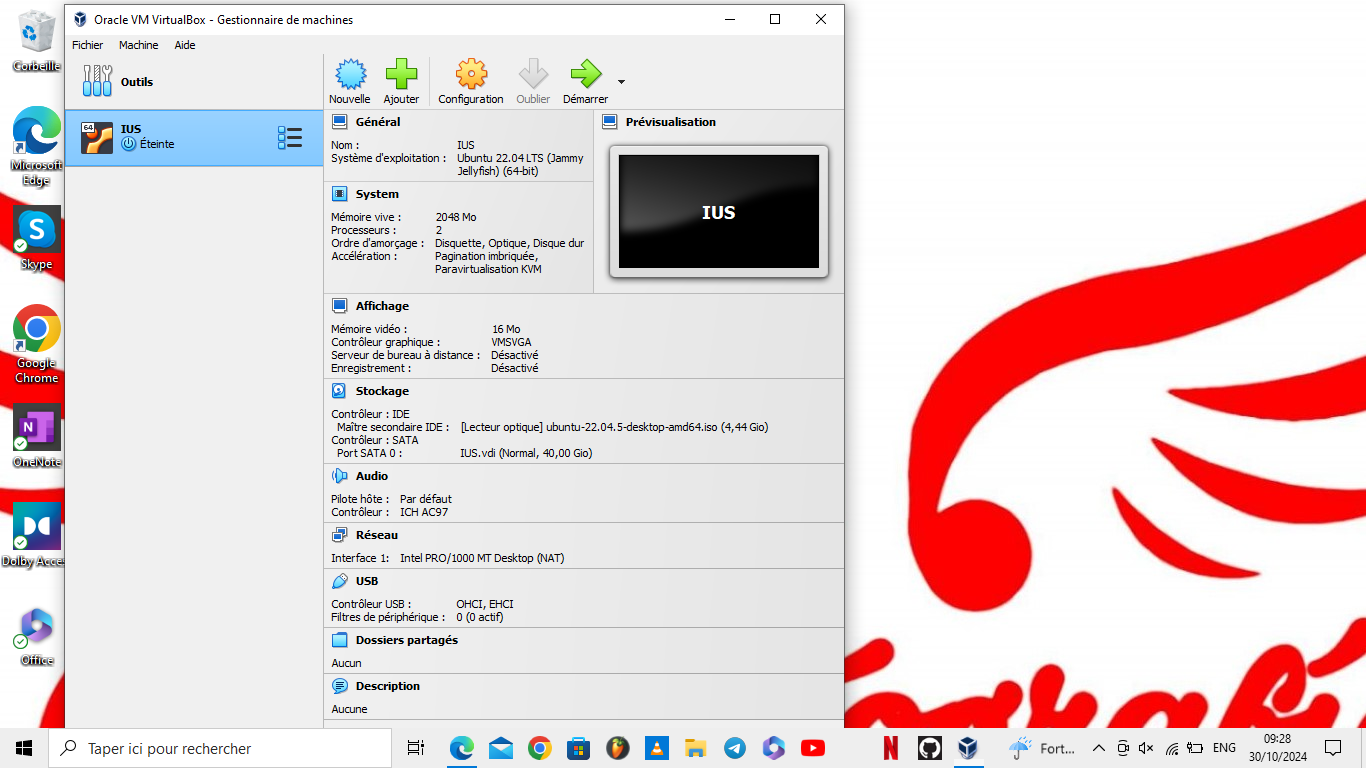 Oracle VM VirtualBox - Gestionnaire de machines
Fichier Machine Aide
Outils
Nouvelle Ajouter Configuration Oublier Démarrer
64 IUS
Éteinte
Général
Nom : IUS
Système d'exploitation : Ubuntu 22.04 LTS (Jammy
Jellyfish) (64-bit)
Prévisualisation
IUS
System
Mémoire vive : 2048 Mo
Processeurs : 2
Ordre d'amorçage : Disquette, Optique, Disque dur
Accélération : Pagination imbriquée,
Paravirtualisation KVM
Affichage
Mémoire vidéo : 16 Mo
Contrôleur graphique : VMSVGA
Serveur de bureau à distance : Désactivé
Enregistrement : Désactivé
Stockage
Contrôleur : IDE
Maître secondaire IDE : [Lecteur optique] ubuntu-22.04.5-desktop-amd64.iso (4,44 Gio)
Contrôleur : SATA
Port SATA 0 : IUS.vdi (Normal, 40,00 Gio)
Audio
Pilote hôte : Par défaut
Contrôleur : ICH AC97
Réseau
Interface 1: Intel PRO/1000 MT Desktop (NAT)
USB
Contrôleur USB : OHCI, EHCI
Filtres de périphérique : 0 (0 actif)
Dossiers partagés
Aucun
Description
Aucune
Corbeille
Microsoft
Edge
S
Skype
Google
Chrome
N
OneNote
Dolby Acce...
Office
Taper ici pour rechercher
N
Fort...
ENG
09:28
30/10/2024